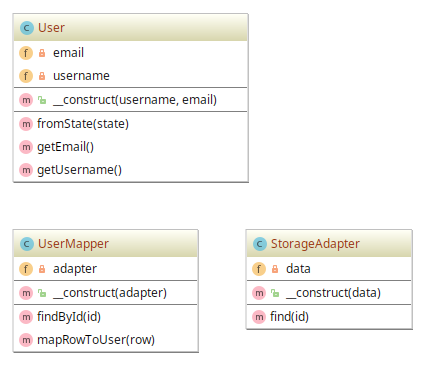 C User
f email
f username
m __construct(username, email)
m fromState(state)
m getEmail()
m getUsername()
C UserMapper
f adapter
m __construct(adapter)
m findById(id)
m mapRowToUser(row)
C StorageAdapter
f data
m __construct(data)
m find(id)